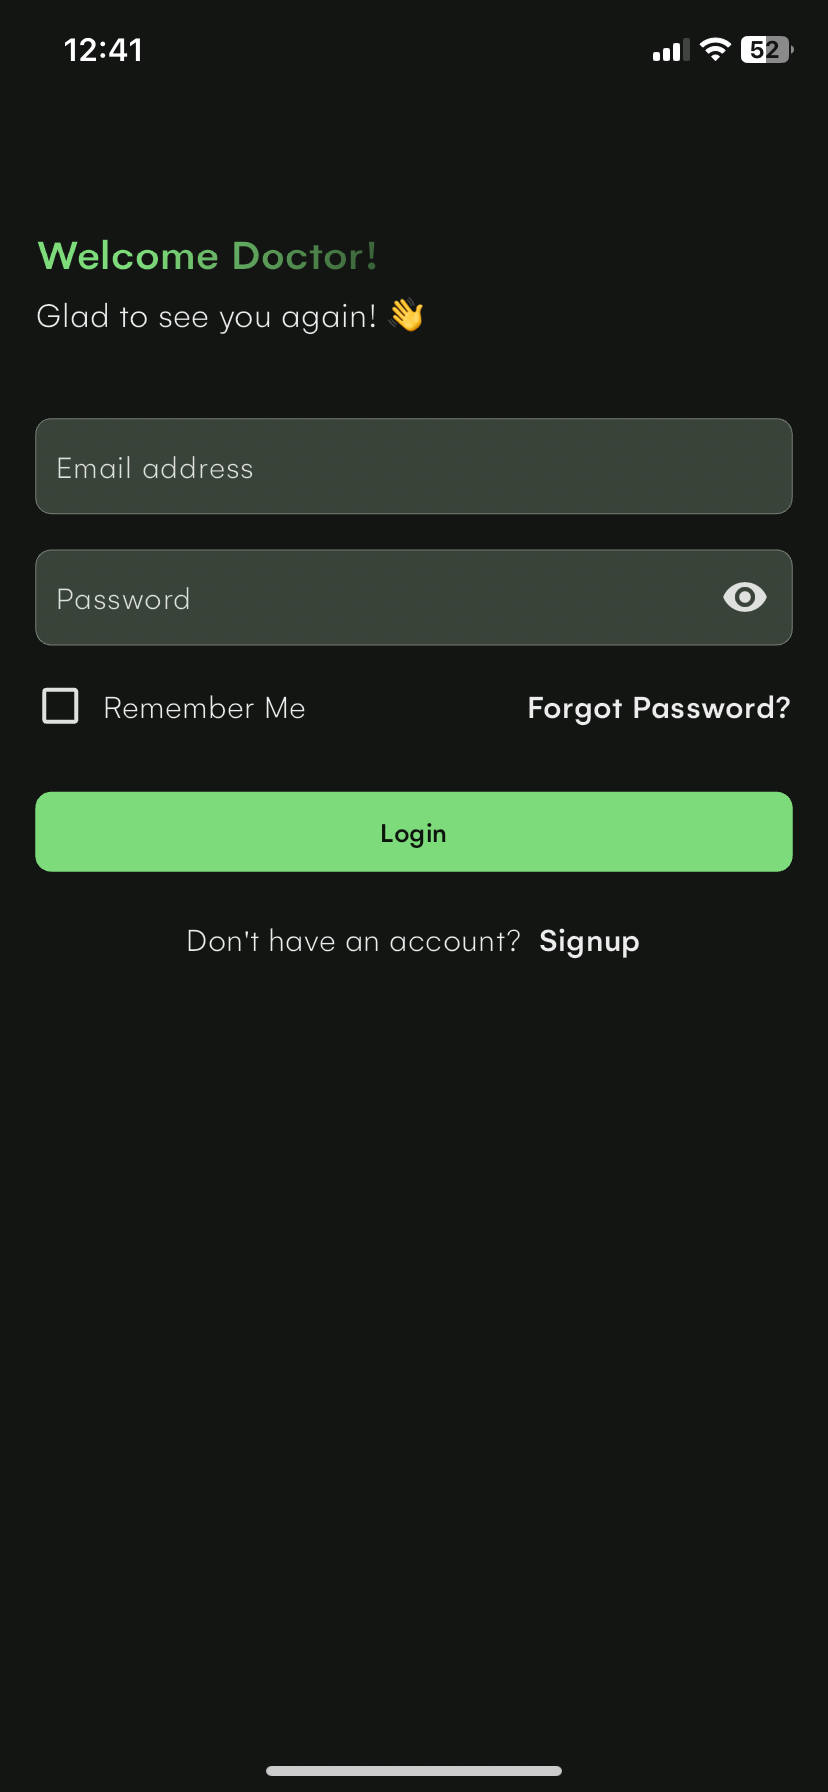 12:41
52
Welcome Doctor!
Glad to see you again! 👋
Email address
Password
Remember Me Forgot Password?
Login
Don't have an account? Signup